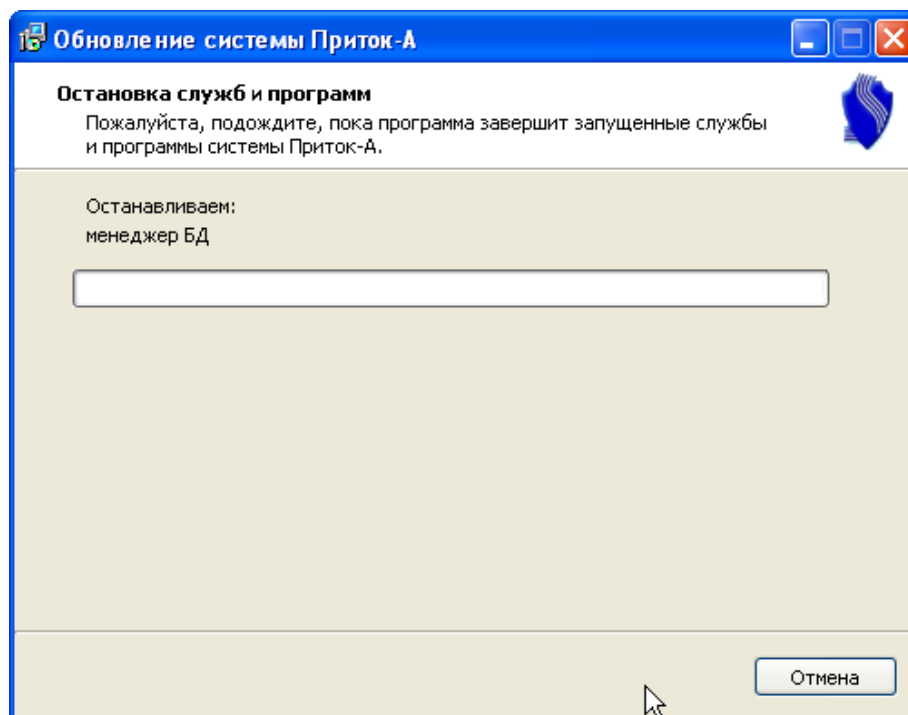 Обновление системы Приток-А
Остановка служб и программ
Пожалуйста, подождите, пока программа завершит запущенные службы
и программы системы Приток-А.
Останавливаем:
менеджер БД
Отмена